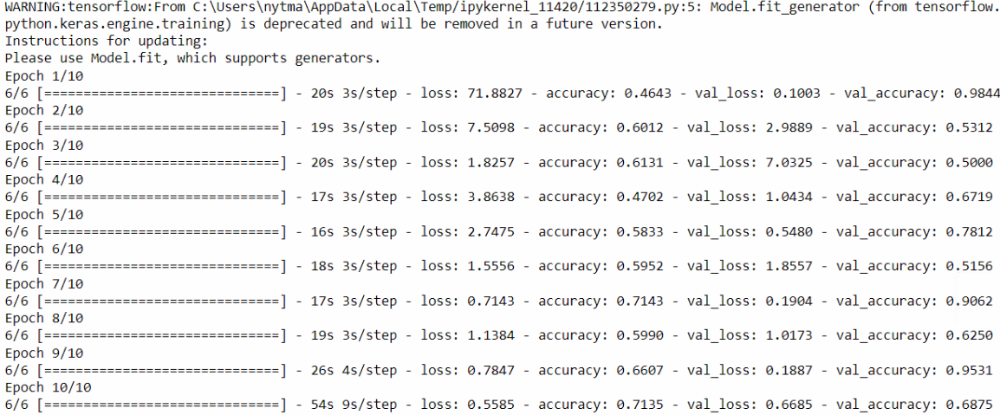 WARNING:tensorflow:From C:\Users\nytma\AppData\Local\Temp/ipykernel_11420/112350279.py:5: Model.fit_generator (from tensorflow.
python.keras.engine.training) is deprecated and will be removed in a future version.
Instructions for updating:
Please use Model.fit, which supports generators.
Epoch 1/10
6/6 [==============================] - 20s 3s/step - loss: 71.8827 - accuracy: 0.4643 - val_loss: 0.1003 - val_accuracy: 0.9844
Epoch 2/10
6/6 [==============================] - 19s 3s/step - loss: 7.5098 - accuracy: 0.6012 - val_loss: 2.9889 - val_accuracy: 0.5312
Epoch 3/10
6/6 [==============================] - 20s 3s/step - loss: 1.8257 - accuracy: 0.6131 - val_loss: 7.0325 - val_accuracy: 0.5000
Epoch 4/10
6/6 [==============================] - 17s 3s/step - loss: 3.8638 - accuracy: 0.4702 - val_loss: 1.0434 - val_accuracy: 0.6719
Epoch 5/10
6/6 [==============================] - 16s 3s/step - loss: 2.7475 - accuracy: 0.5833 - val_loss: 0.5480 - val_accuracy: 0.7812
Epoch 6/10
6/6 [==============================] - 18s 3s/step - loss: 1.5556 - accuracy: 0.5952 - val_loss: 1.8557 - val_accuracy: 0.5156
Epoch 7/10
6/6 [==============================] - 17s 3s/step - loss: 0.7143 - accuracy: 0.7143 - val_loss: 0.1904 - val_accuracy: 0.9062
Epoch 8/10
6/6 [==============================] - 19s 3s/step - loss: 1.1384 - accuracy: 0.5990 - val_loss: 1.0173 - val_accuracy: 0.6250
Epoch 9/10
6/6 [==============================] - 26s 4s/step - loss: 0.7847 - accuracy: 0.6607 - val_loss: 0.1887 - val_accuracy: 0.9531
Epoch 10/10
6/6 [==============================] - 54s 9s/step - loss: 0.5585 - accuracy: 0.7135 - val_loss: 0.6685 - val_accuracy: 0.6875